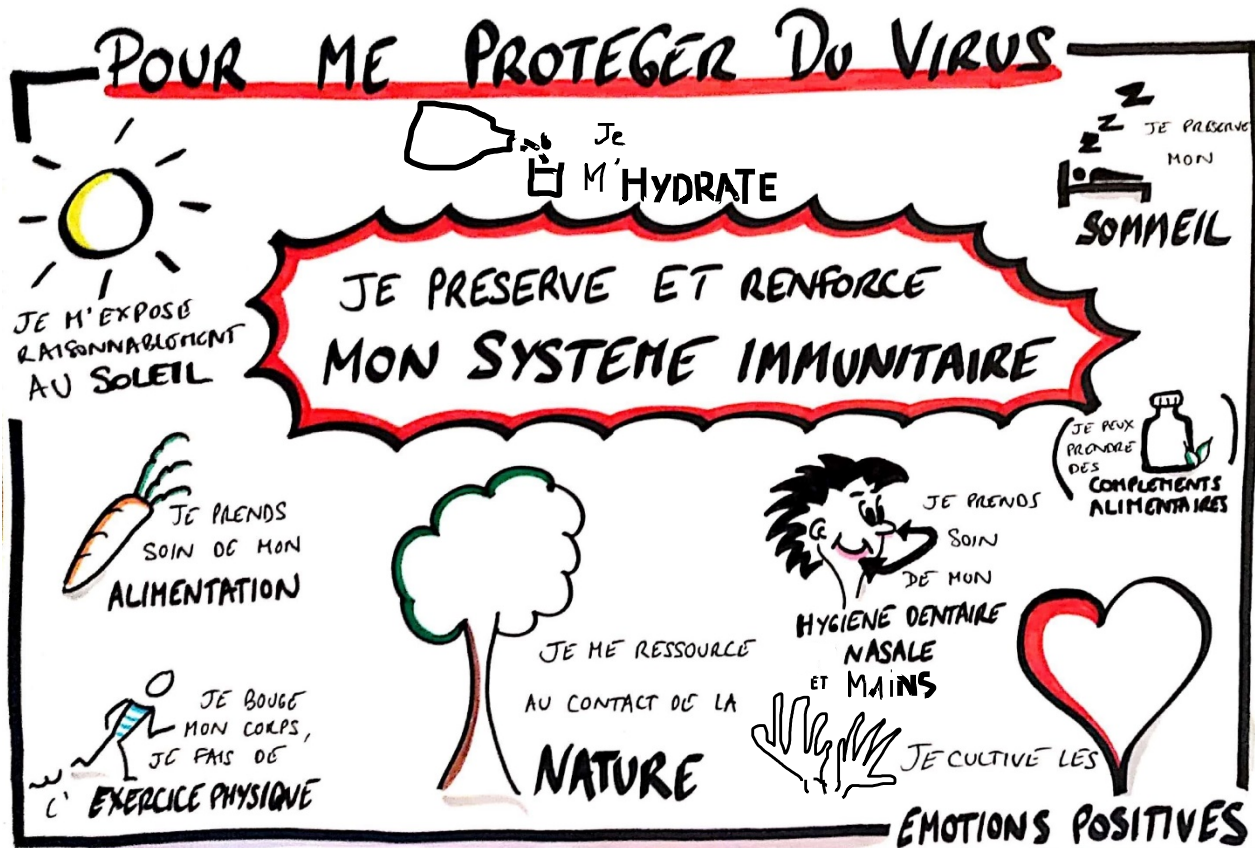 POUR ME PROTEGER DU VIRUS
Je
M'HYDRATE
JE PRESERVE
MON
SOMMEIL
JE PRESERVE ET RENFORCE
MON SYSTEME IMMUNITAIRE
JE M'EXPOSE
RAISONNABLEMENT
AU SOLEIL
(JE PEUX
PRENDRE
DES
COMPLEMENTS
ALIMENTAIRES)
JE PRENDS
SOIN DE MON
ALIMENTATION
JE PRENDS
SOIN
DE MON
HYGIENE DENTAIRE
NASALE
ET MAiNS
JE ME RESSOURCE
AU CONTACT DE LA
NATURE
JE BOUGE
MON CORPS,
JE FAIS DE
L'EXERCICE PHYSIQUE
JE CULTIVE LES
EMOTIONS POSITIVES